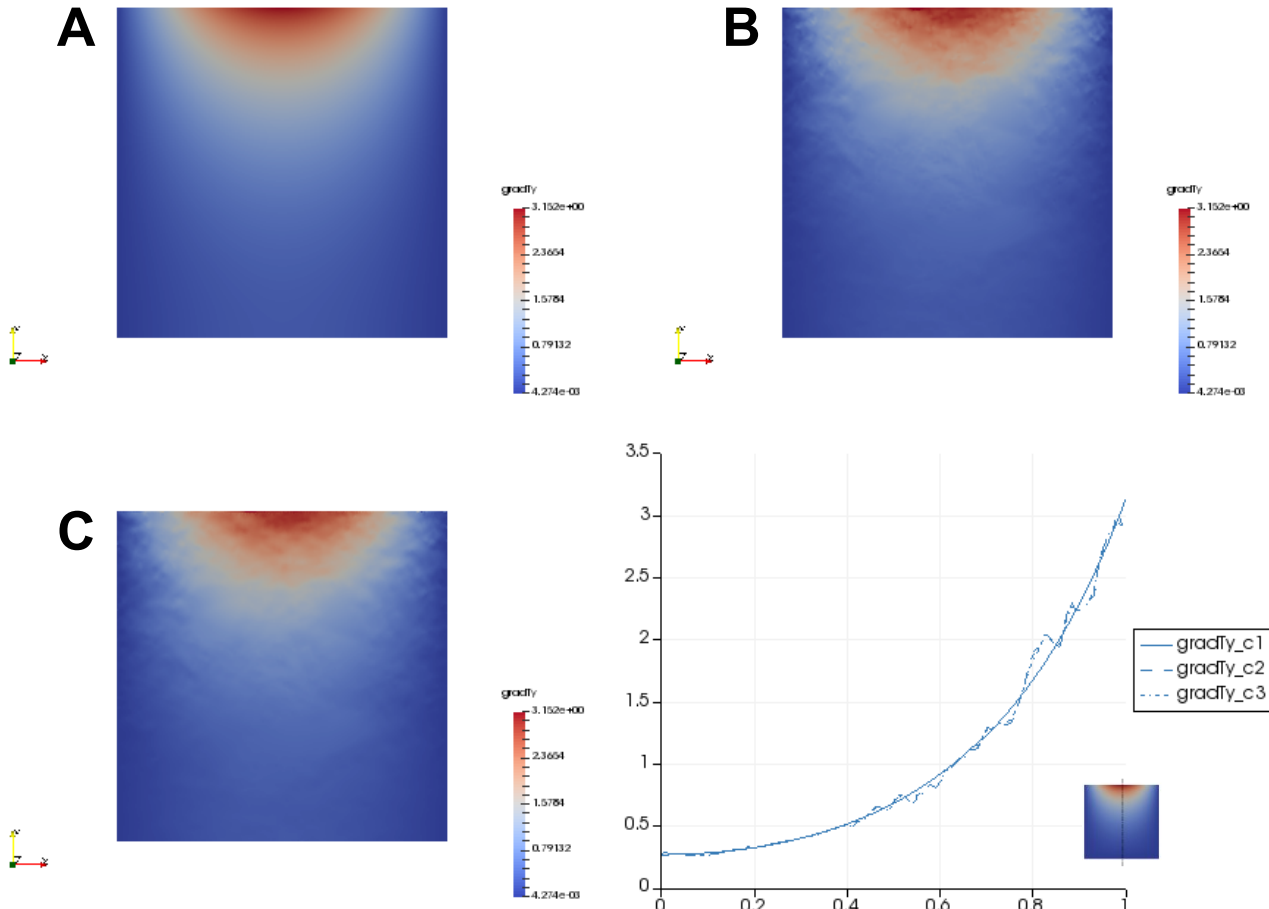 A
B
gradTy
3.152e+00
2.3654
1.5784
0.79132
4.274e-03
gradTy
3.152e+00
2.3654
1.5784
0.79132
4.274e-03
C
gradTy
3.152e+00
2.3654
1.5784
0.79132
4.274e-03
3.5
3
2.5
2
1.5
1
0.5
0
0 0.2 0.4 0.6 0.8 1
gradTy_c1
gradTy_c2
gradTy_c3